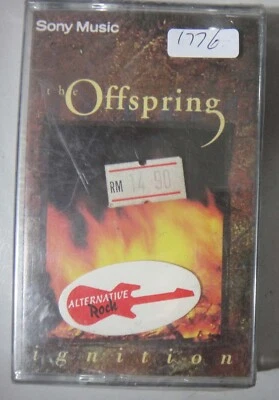 Sony Music
1776
the
Offspring
RM 14 90
ALTERNATIVE
Rock
ignition